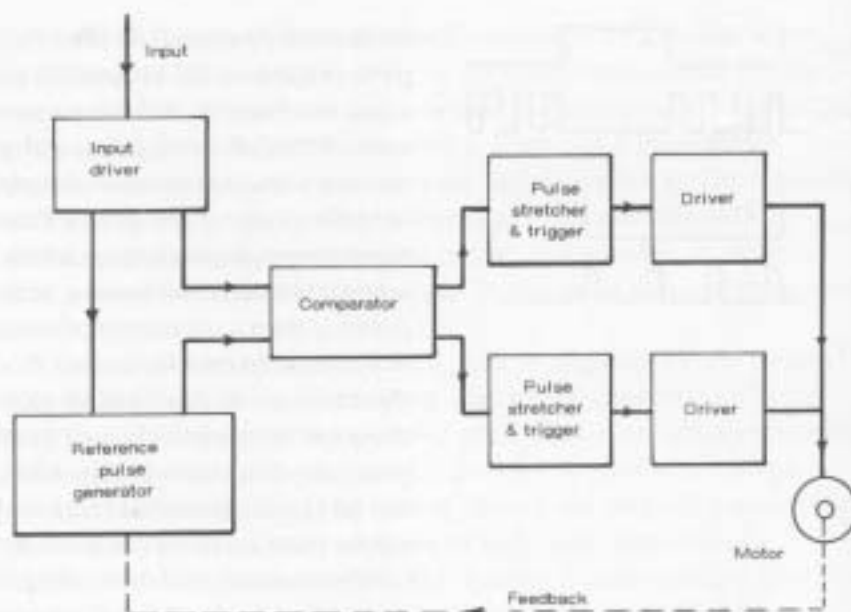 Input
Input
driver
Pulse
stretcher
& trigger
Driver
Comparator
Pulse
stretcher
& trigger
Driver
Reference
pulse
generator
Motor
Feedback